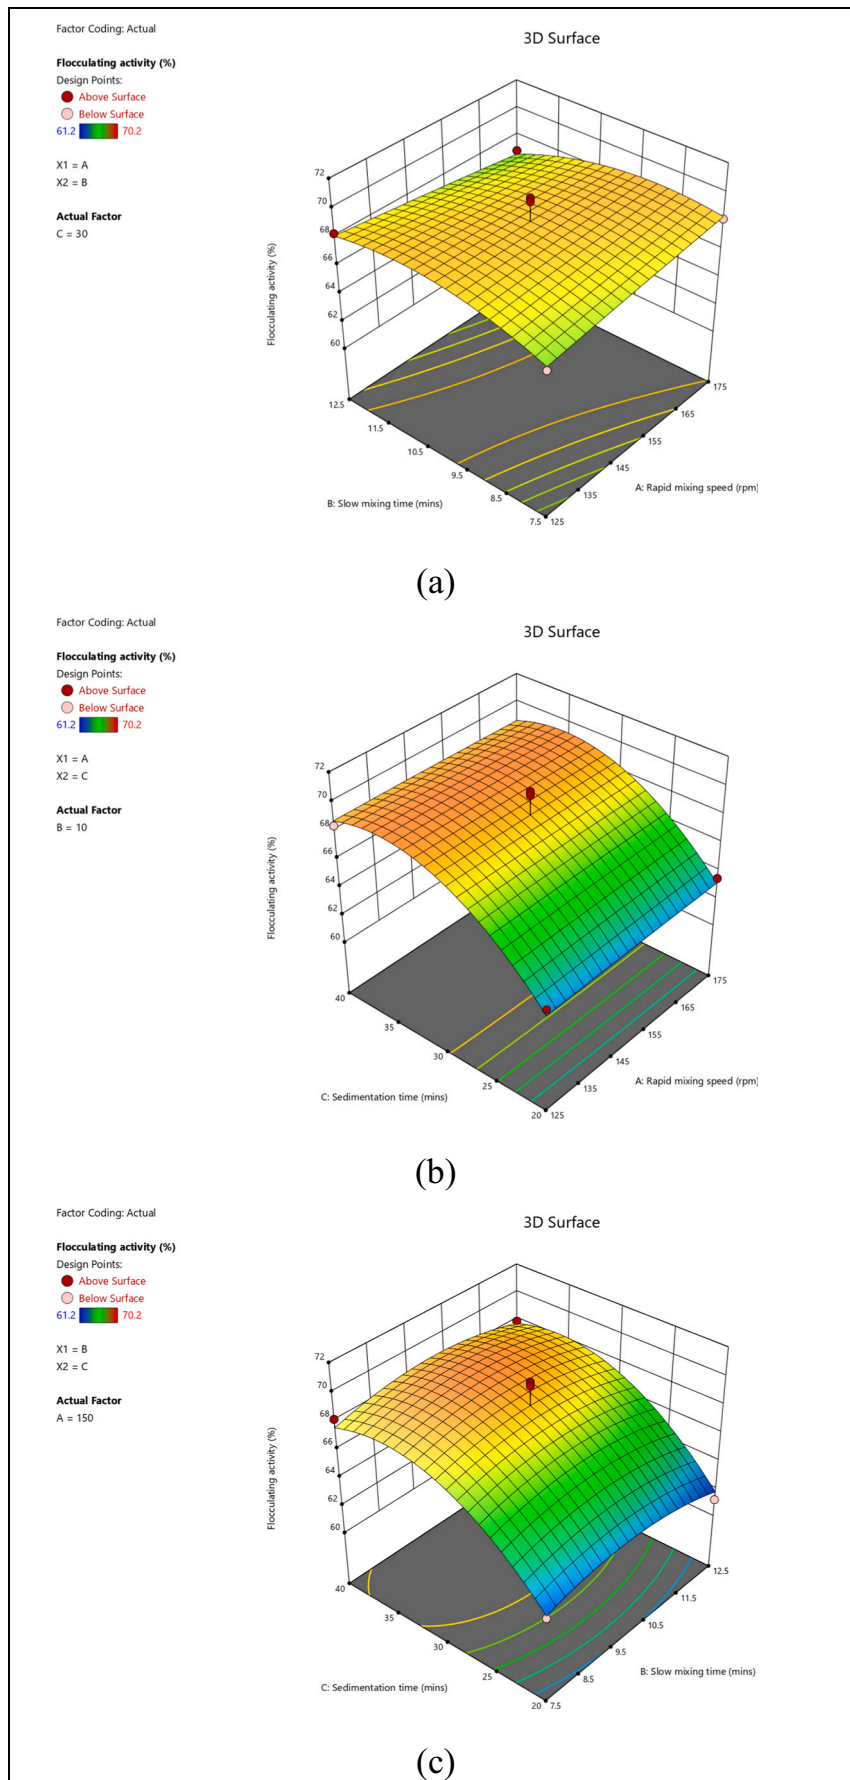 Factor Coding: Actual
3D Surface
Flocculating activity (%)
Design Points:
Above Surface
Below Surface
61.2 70.2
X1 = A
X2 = B
Actual Factor
C = 30
72
70
68
66
64
62
60
Flocculating activity (%)
12.5
11.5
10.5
9.5
8.5
7.5
B: Slow mixing time (mins)
125
135
145
155
165
175
A: Rapid mixing speed (rpm)
(a)
Factor Coding: Actual
3D Surface
Flocculating activity (%)
Design Points:
Above Surface
Below Surface
61.2 70.2
X1 = A
X2 = C
Actual Factor
B = 10
72
70
68
66
64
62
60
Flocculating activity (%)
40
35
30
25
20
C: Sedimentation time (mins)
125
135
145
155
165
175
A: Rapid mixing speed (rpm)
(b)
Factor Coding: Actual
3D Surface
Flocculating activity (%)
Design Points:
Above Surface
Below Surface
61.2 70.2
X1 = B
X2 = C
Actual Factor
A = 150
72
70
68
66
64
62
60
Flocculating activity (%)
40
35
30
25
20
C: Sedimentation time (mins)
7.5
8.5
9.5
10.5
11.5
12.5
B: Slow mixing time (mins)
(c)